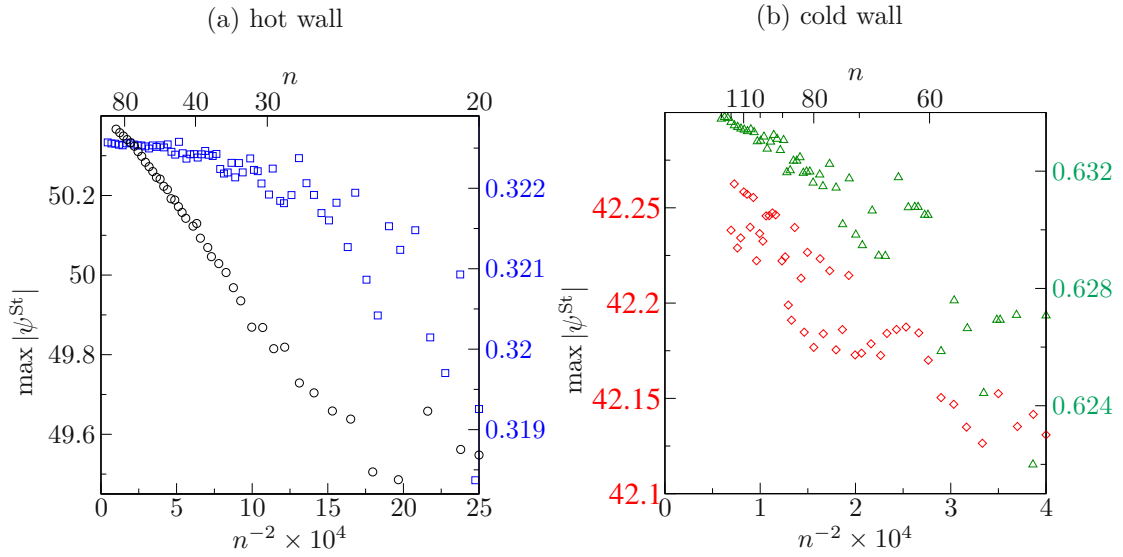 (a) hot wall
(b) cold wall
n
80 40 30 20
max |ψ^St|
50.2
50
49.8
49.6
0.322
0.321
0.32
0.319
0 5 10 15 20 25
n^−2 × 10^4
n
110 80 60
max |ψ^St|
42.25
42.2
42.15
42.1
0.632
0.628
0.624
0 1 2 3 4
n^−2 × 10^4